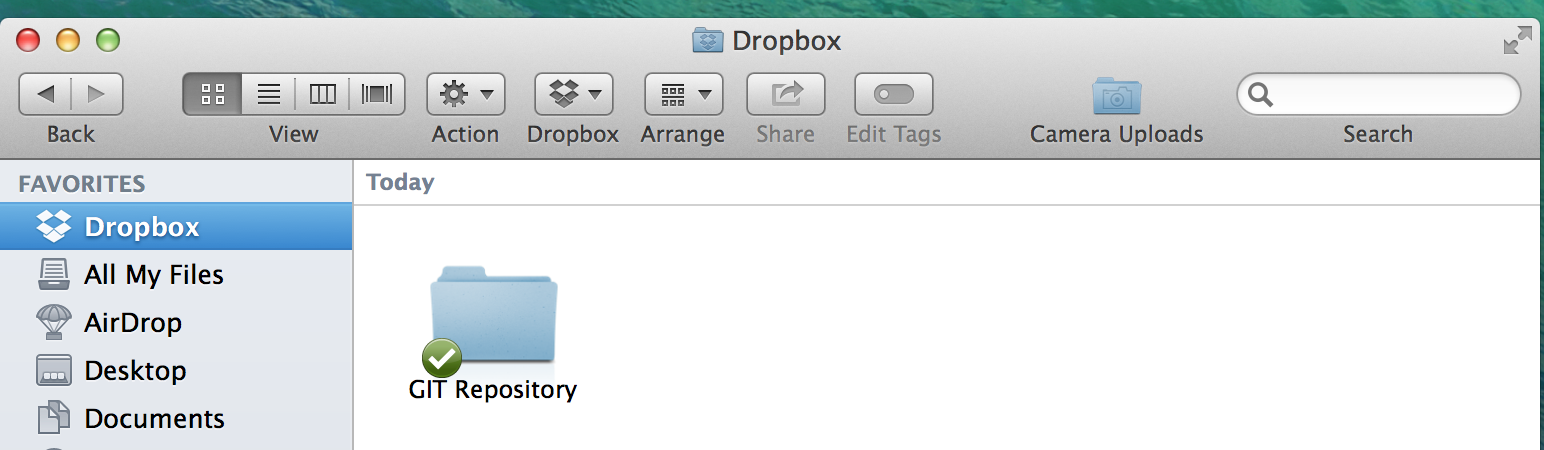 Dropbox
Back
View
Action
Dropbox
Arrange
Share
Edit Tags
Camera Uploads
Search
FAVORITES
Dropbox
All My Files
AirDrop
Desktop
Documents
Today
GIT Repository